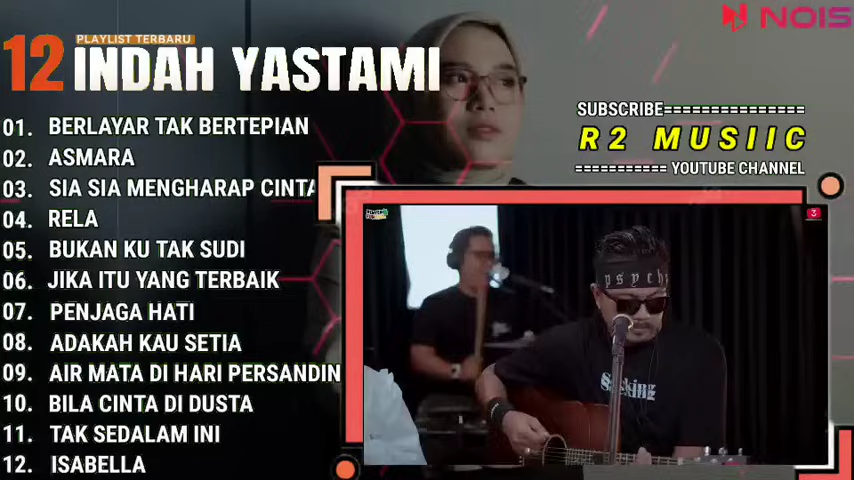 PLAYLIST TERBARU
12 INDAH YASTAMI
NOIS
SUBSCRIBE===============
R2 MUSIIC
=========== YOUTUBE CHANNEL
01. BERLAYAR TAK BERTEPIAN
02. ASMARA
03. SIA SIA MENGHARAP CINTA
04. RELA
05. BUKAN KU TAK SUDI
06. JIKA ITU YANG TERBAIK
07. PENJAGA HATI
08. ADAKAH KAU SETIA
09. AIR MATA DI HARI PERSANDIN
10. BILA CINTA DI DUSTA
11. TAK SEDALAM INI
12. ISABELLA
3
psych